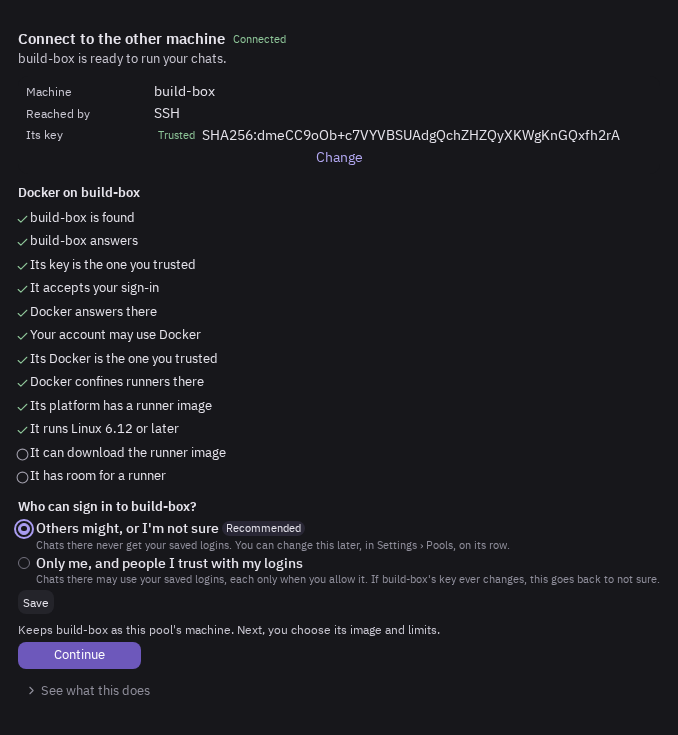 Connect to the other machine Connected
build-box is ready to run your chats.
Machine build-box
Reached by SSH
Its key Trusted SHA256:dmeCC9oOb+c7VYVBSUAdgQchZHZQyXKWgKnGQxfh2rA
Change
Docker on build-box
build-box is found
build-box answers
Its key is the one you trusted
It accepts your sign-in
Docker answers there
Your account may use Docker
Its Docker is the one you trusted
Docker confines runners there
Its platform has a runner image
It runs Linux 6.12 or later
It can download the runner image
It has room for a runner
Who can sign in to build-box?
Others might, or I'm not sure Recommended
Chats there never get your saved logins. You can change this later, in Settings › Pools, on its row.
Only me, and people I trust with my logins
Chats there may use your saved logins, each only when you allow it. If build-box's key ever changes, this goes back to not sure.
Save
Keeps build-box as this pool's machine. Next, you choose its image and limits.
Continue
See what this does